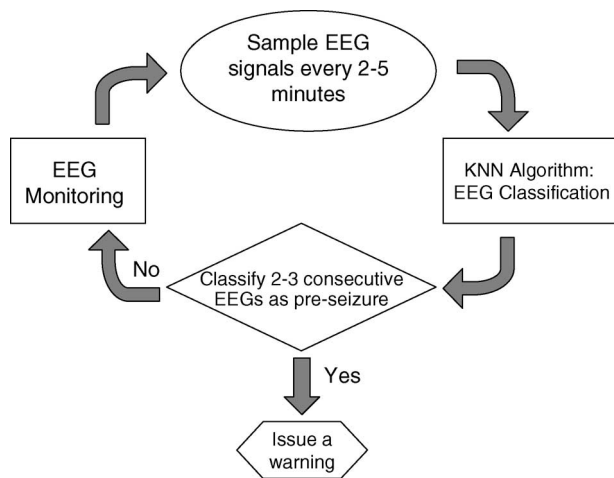 Sample EEG
signals every 2-5
minutes
KNN Algorithm:
EEG Classification
EEG
Monitoring
Classify 2-3 consecutive
EEGs as pre-seizure
No
Yes
Issue a
warning